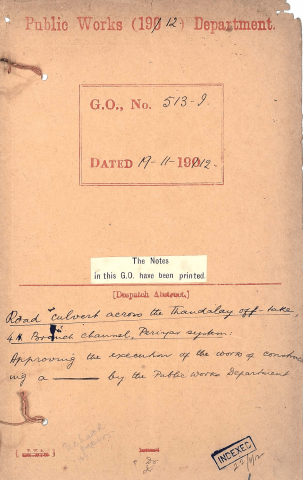 Public Works (1912) Department.
G.O., No. 513-I
DATED 19-11-1912.
The Notes
in this G.O. have been printed.
[Despatch Abstract.]
Road culvert across the Thandalay off-take,
4 Branch channel, Periyar system:
Approving the execution of the work of construct
ing a ——— by the Public Works Department
Indexed
INDEXED